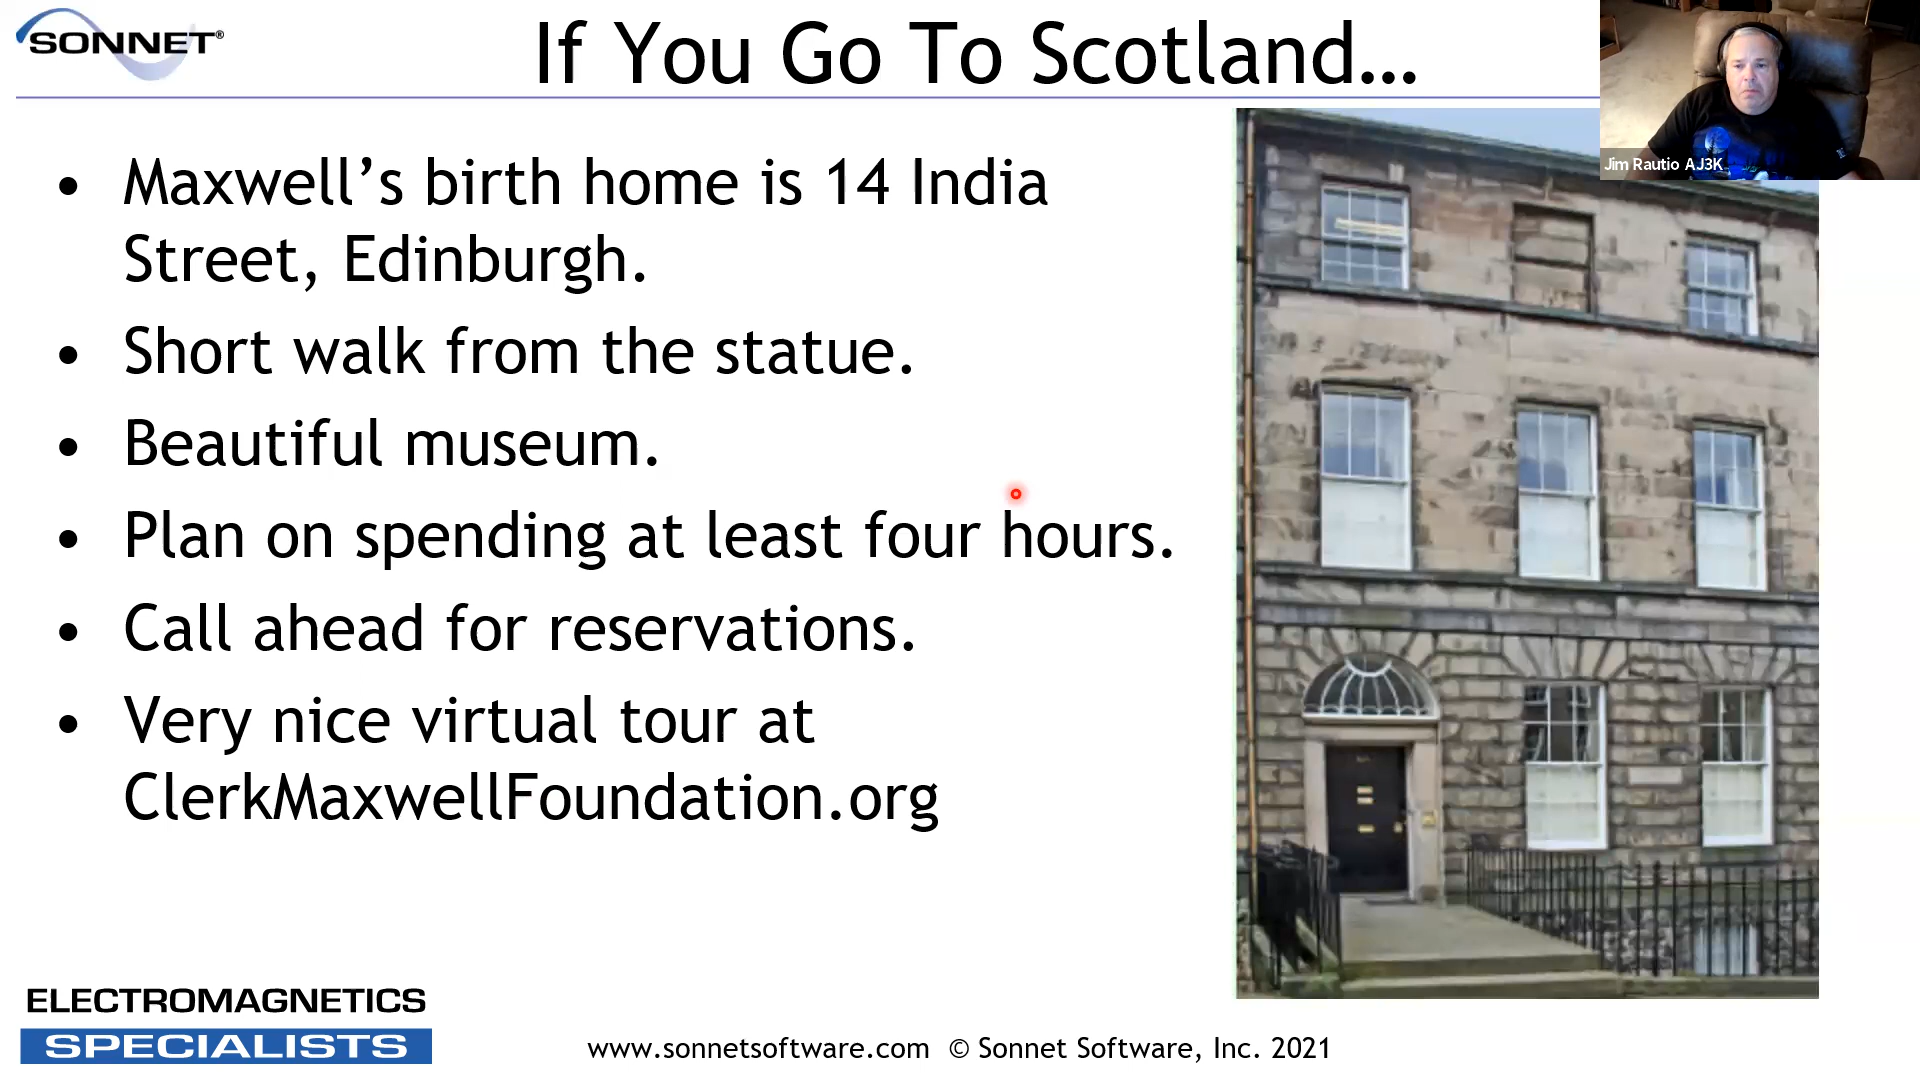 SONNET®
If You Go To Scotland…
Jim Rautio AJ3K
• Maxwell’s birth home is 14 India
Street, Edinburgh.
• Short walk from the statue.
• Beautiful museum.
• Plan on spending at least four hours.
• Call ahead for reservations.
• Very nice virtual tour at
ClerkMaxwellFoundation.org
ELECTROMAGNETICS
SPECIALISTS
www.sonnetsoftware.com © Sonnet Software, Inc. 2021